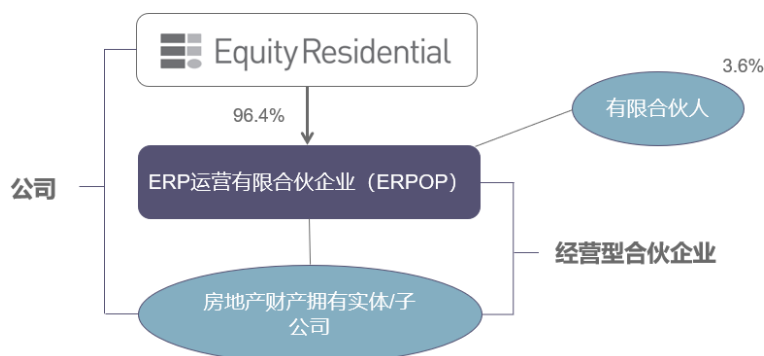 Equity Residential
3.6%
有限合伙人
96.4%
ERP运营有限合伙企业（ERPOP）
公司
经营型合伙企业
房地产财产拥有实体/子
公司